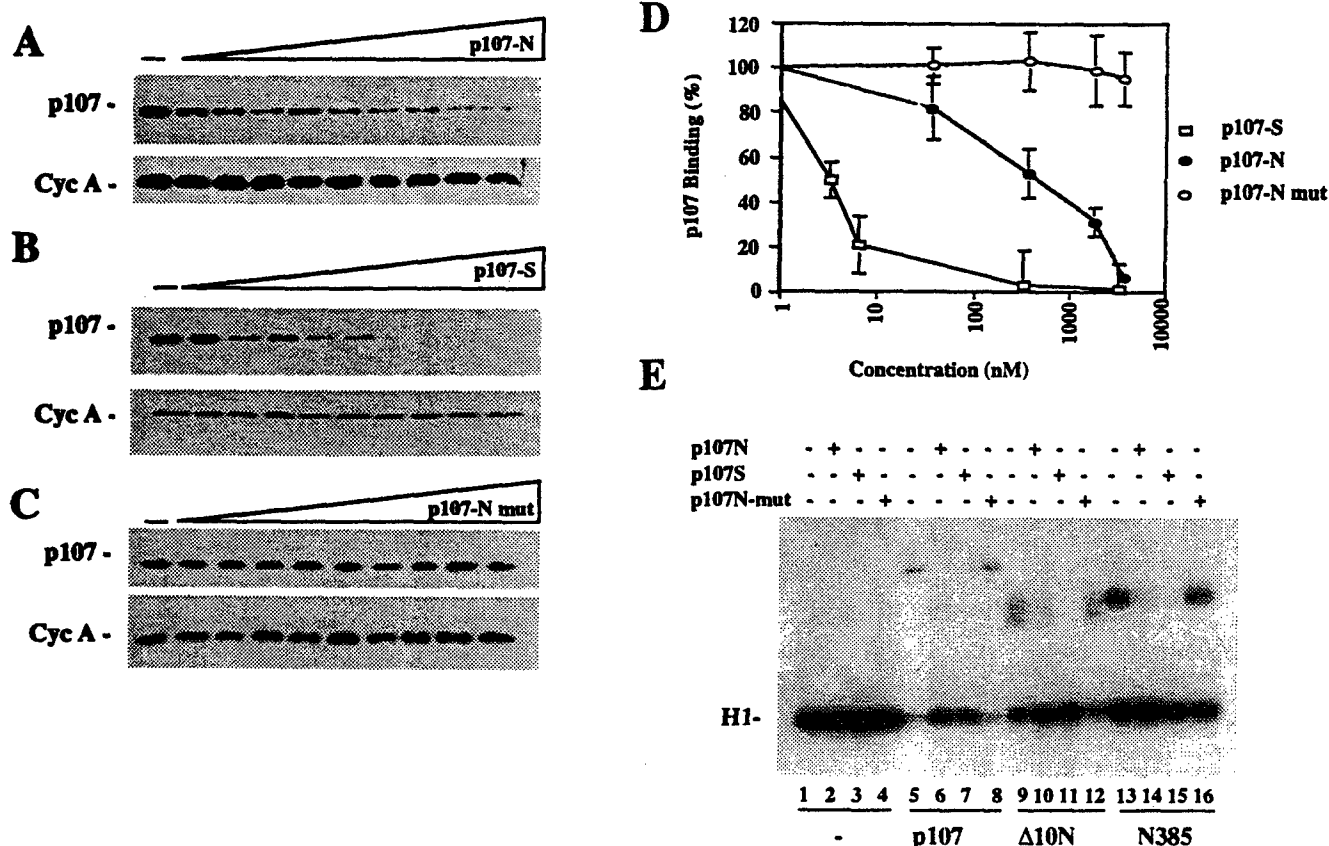 A
p107-N
p107 -
Cyc A -
B
p107-S
p107 -
Cyc A -
C
p107-N mut
p107 -
Cyc A -
D
120
100
80
60
40
20
0
p107 Binding (%)
1
10
100
1000
10000
Concentration (nM)
p107-S
p107-N
p107-N mut
E
p107N - + - - - + - - - + - - - + - -
p107S - - + - - - + - - - + - - - + -
p107N-mut - - - + - - - + - - - + - - - +
H1-
1 2 3 4 5 6 7 8 9 10 11 12 13 14 15 16
- p107 Δ10N N385